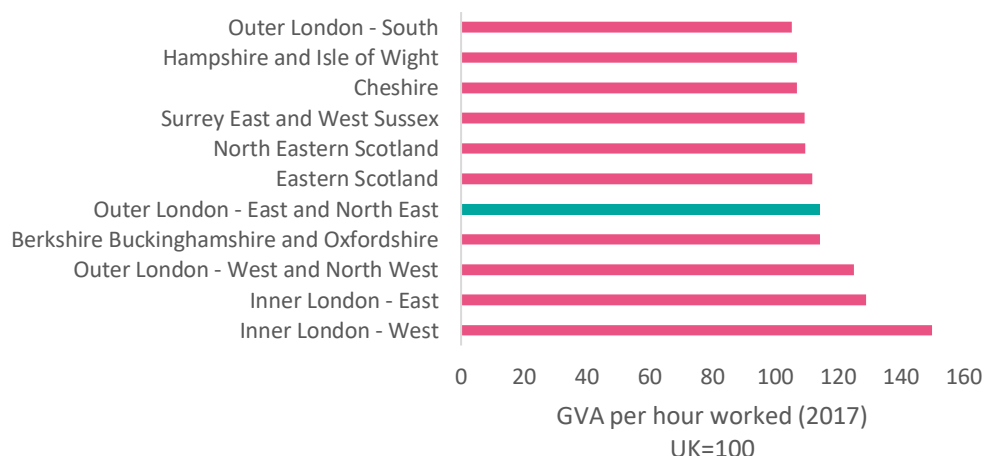 Outer London - South
Hampshire and Isle of Wight
Cheshire
Surrey East and West Sussex
North Eastern Scotland
Eastern Scotland
Outer London - East and North East
Berkshire Buckinghamshire and Oxfordshire
Outer London - West and North West
Inner London - East
Inner London - West
0 20 40 60 80 100 120 140 160
GVA per hour worked (2017)
UK=100